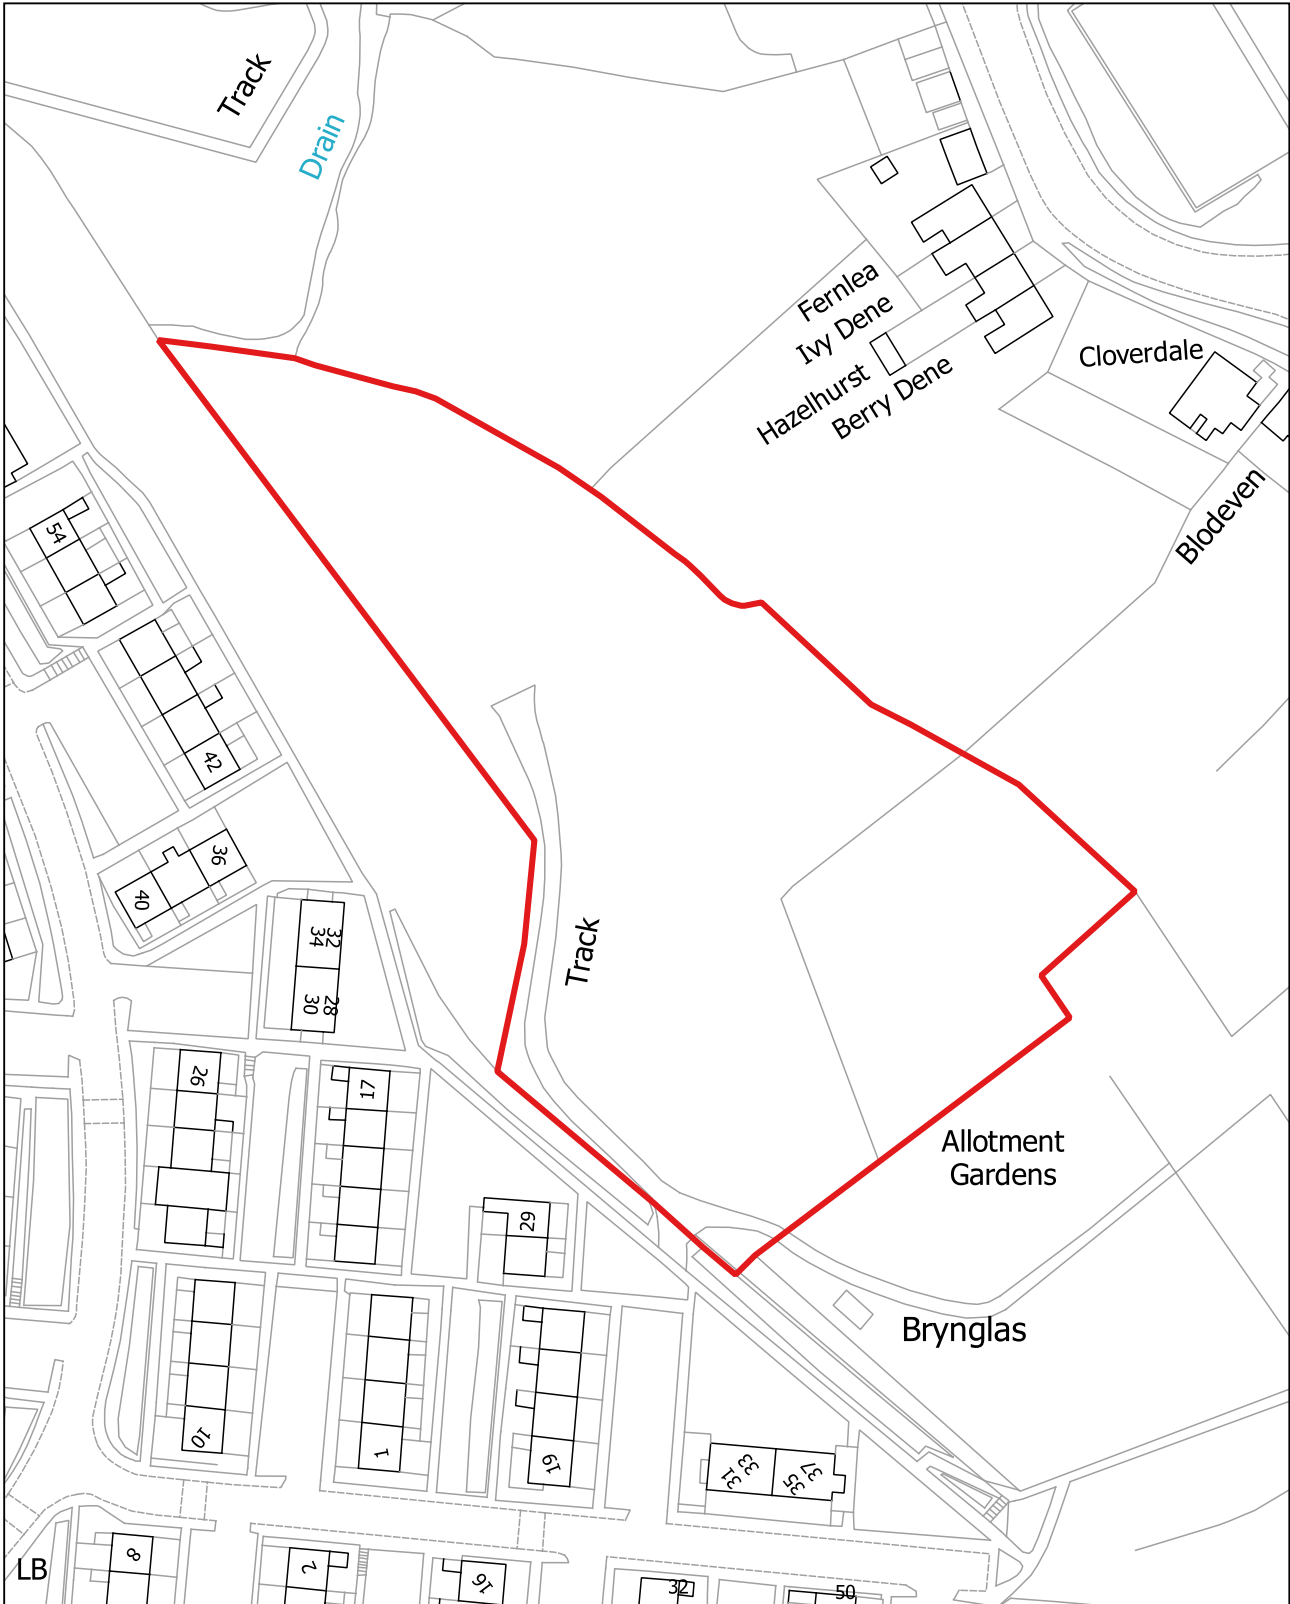 Track
Drain
Fernlea
Ivy Dene
Hazelhurst
Berry Dene
Cloverdale
Blodeven
54
42
36
40
32
34
28
30
Track
26
17
29
Allotment
Gardens
Brynglas
10
1
19
33
31
37
35
8
2
16
LB
32
50